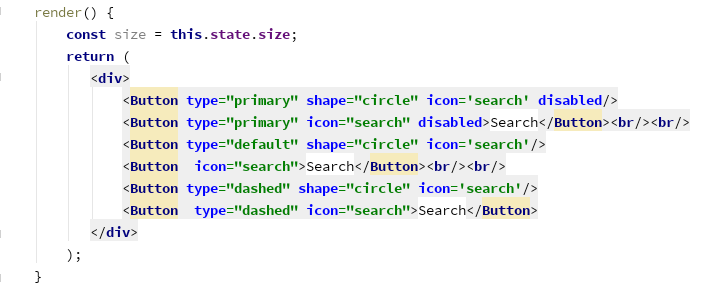 render() {
    const size = this.state.size;
    return (
        <div>
            <Button type="primary" shape="circle" icon='search' disabled/>
            <Button type="primary" icon="search" disabled>Search</Button><br/><br/>
            <Button type="default" shape="circle" icon='search'/>
            <Button  icon="search">Search</Button><br/><br/>
            <Button type="dashed" shape="circle" icon='search'/>
            <Button  type="dashed" icon="search">Search</Button>
        </div>
    );
}